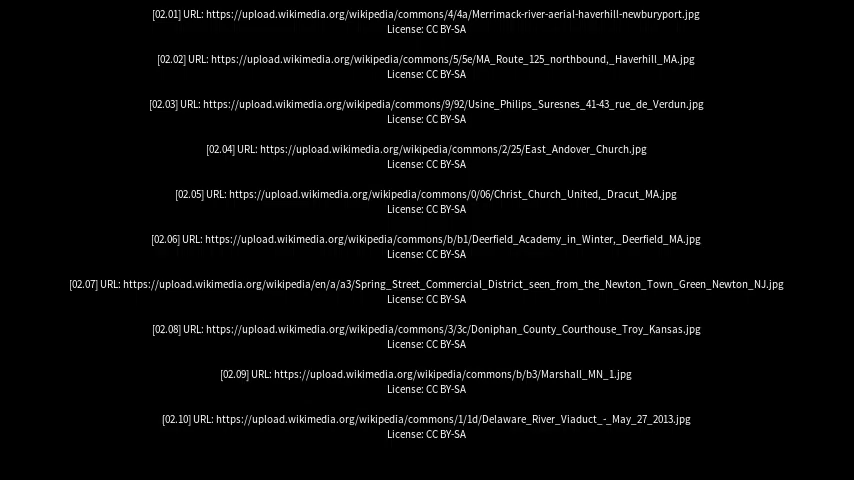 [02.01] URL: https://upload.wikimedia.org/wikipedia/commons/4/4a/Merrimack-river-aerial-haverhill-newburyport.jpg
License: CC BY-SA
[02.02] URL: https://upload.wikimedia.org/wikipedia/commons/5/5e/MA_Route_125_northbound,_Haverhill_MA.jpg
License: CC BY-SA
[02.03] URL: https://upload.wikimedia.org/wikipedia/commons/9/92/Usine_Philips_Suresnes_41-43_rue_de_Verdun.jpg
License: CC BY-SA
[02.04] URL: https://upload.wikimedia.org/wikipedia/commons/2/25/East_Andover_Church.jpg
License: CC BY-SA
[02.05] URL: https://upload.wikimedia.org/wikipedia/commons/0/06/Christ_Church_United,_Dracut_MA.jpg
License: CC BY-SA
[02.06] URL: https://upload.wikimedia.org/wikipedia/commons/b/b1/Deerfield_Academy_in_Winter,_Deerfield_MA.jpg
License: CC BY-SA
[02.07] URL: https://upload.wikimedia.org/wikipedia/en/a/a3/Spring_Street_Commercial_District_seen_from_the_Newton_Town_Green_Newton_NJ.jpg
License: CC BY-SA
[02.08] URL: https://upload.wikimedia.org/wikipedia/commons/3/3c/Doniphan_County_Courthouse_Troy_Kansas.jpg
License: CC BY-SA
[02.09] URL: https://upload.wikimedia.org/wikipedia/commons/b/b3/Marshall_MN_1.jpg
License: CC BY-SA
[02.10] URL: https://upload.wikimedia.org/wikipedia/commons/1/1d/Delaware_River_Viaduct_-_May_27_2013.jpg
License: CC BY-SA